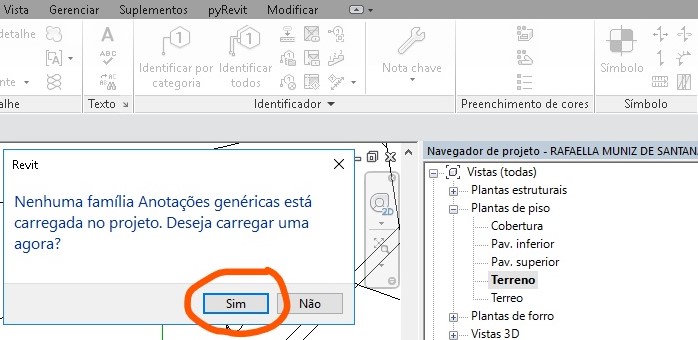 Vista Gerenciar Suplementos pyRevit Modificar
detalhe
Identificar por categoria
Identificar todos
Nota chave
Símbolo
Texto
Identificador
Preenchimento de cores
Símbolo
Revit
Nenhuma família Anotações genéricas está
carregada no projeto. Deseja carregar uma
agora?
Sim Não
2D
Navegador de projeto - RAFAELLA MUNIZ DE SANTANA
Vistas (todas)
Plantas estruturais
Plantas de piso
Cobertura
Pav. inferior
Pav. superior
Terreno
Terreo
Plantas de forro
Vistas 3D